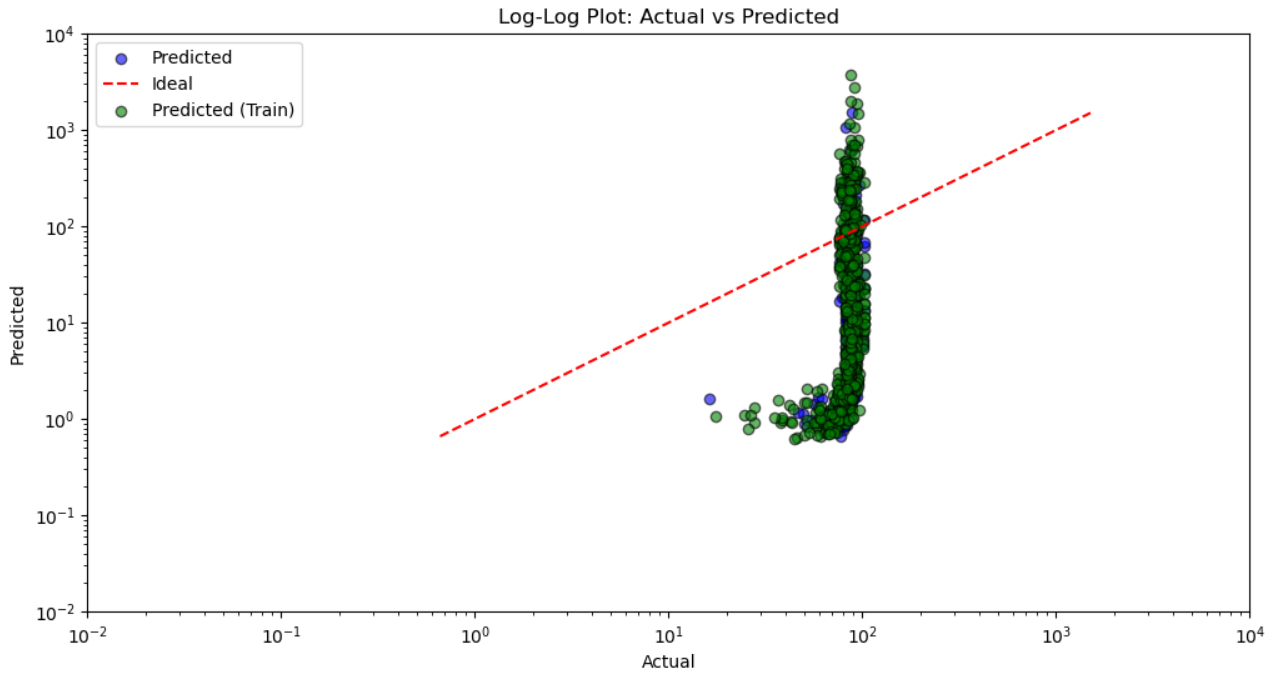 Log-Log Plot: Actual vs Predicted
Predicted
Ideal
Predicted (Train)
10^4
10^3
10^2
10^1
10^0
10^-1
10^-2
Predicted
10^-2 10^-1 10^0 10^1 10^2 10^3 10^4
Actual